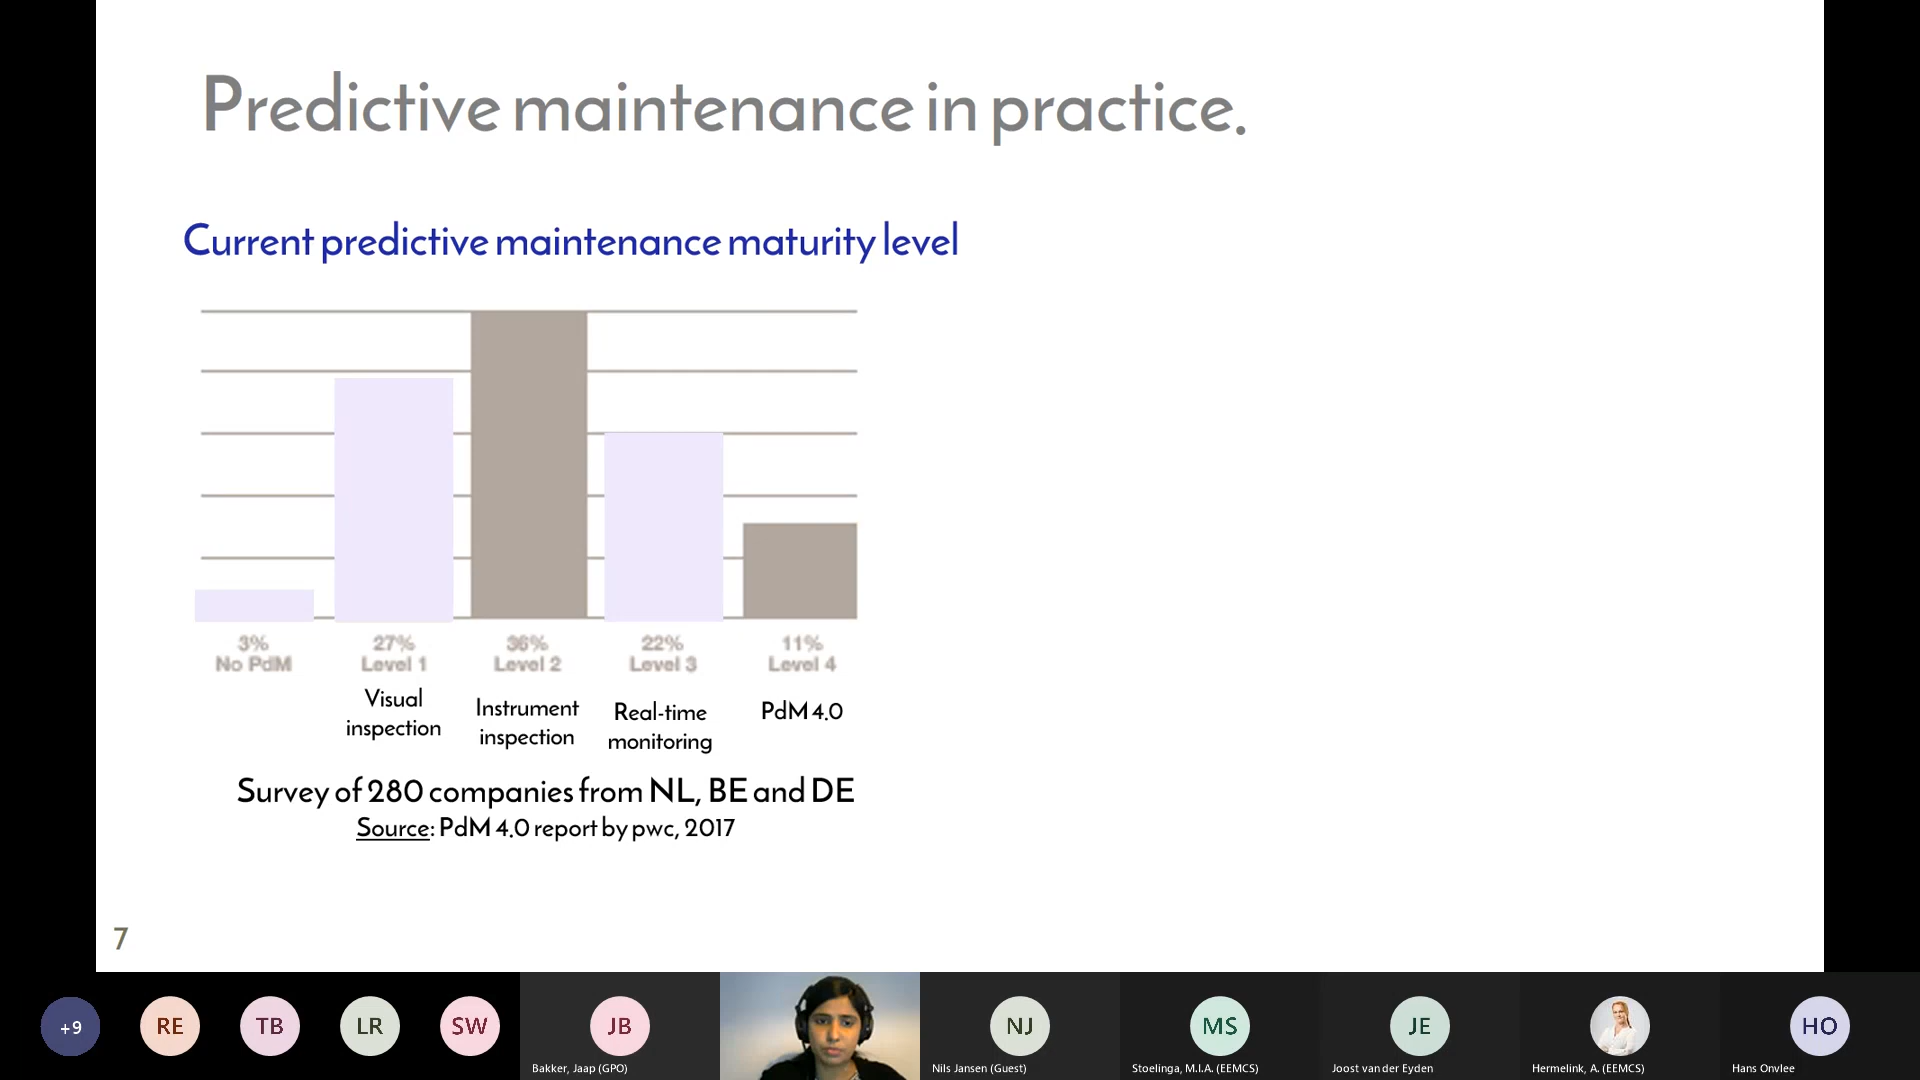 Predictive maintenance in practice.
Current predictive maintenance maturity level
3% 27% 36% 22% 11%
No PdM Level 1 Level 2 Level 3 Level 4
Visual inspection
Instrument inspection
Real-time monitoring
PdM 4.0
Survey of 280 companies from NL, BE and DE
Source: PdM 4.0 report by pwc, 2017
7
+9 RE TB LR SW JB NJ MS JE HO
Bakker, Jaap (GPO) Nils Jansen (Guest) Stoelinga, M.I.A. (EEMCS) Joost van der Eyden Hermelink, A. (EEMCS) Hans Onvlee